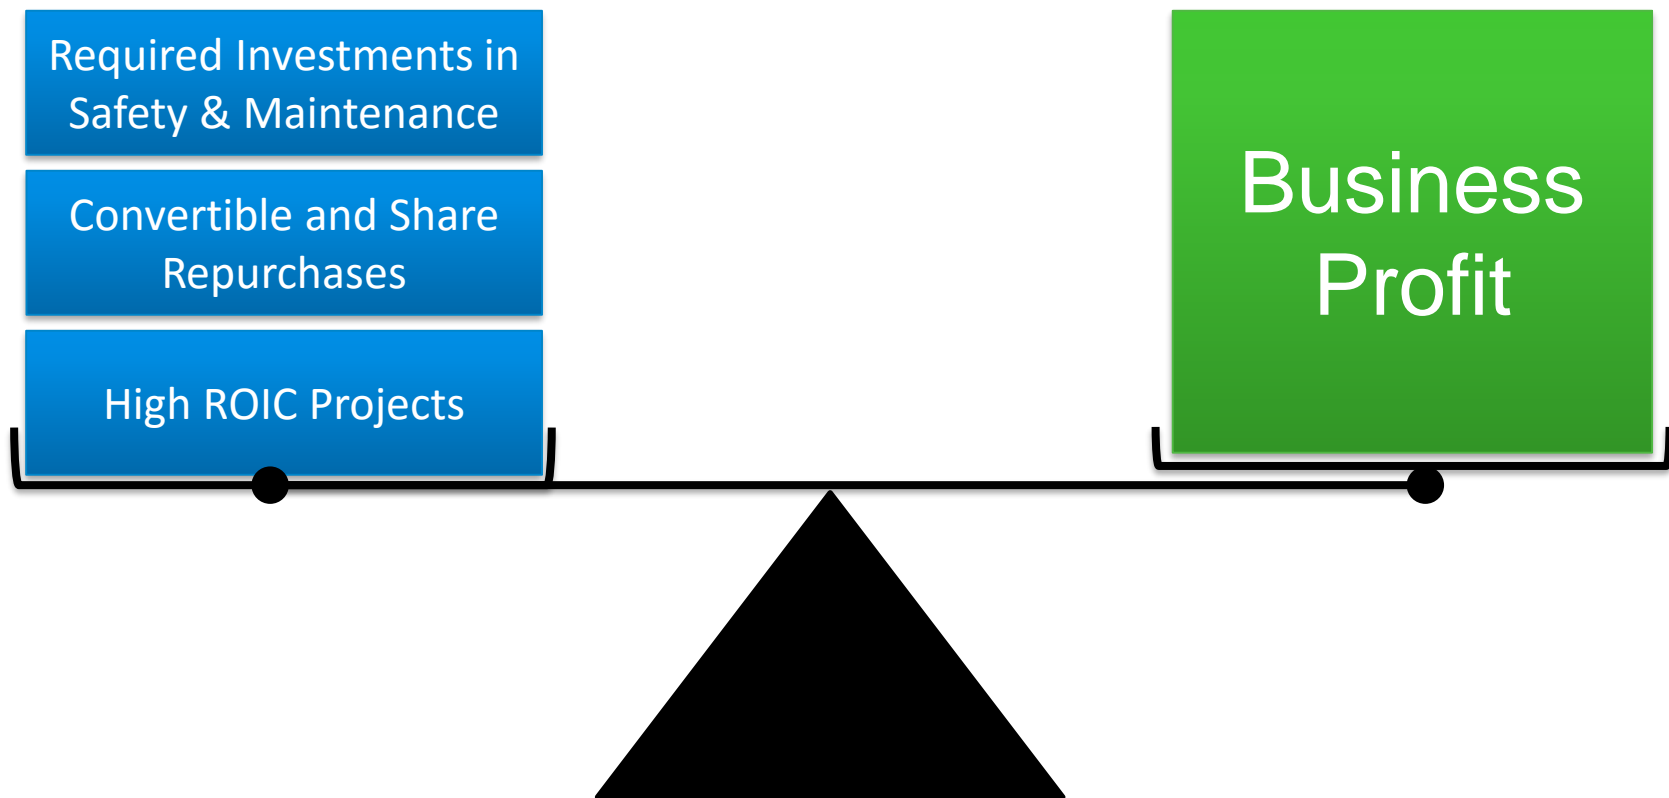 Required Investments in
Safety & Maintenance
Convertible and Share
Repurchases
High ROIC Projects
Business
Profit